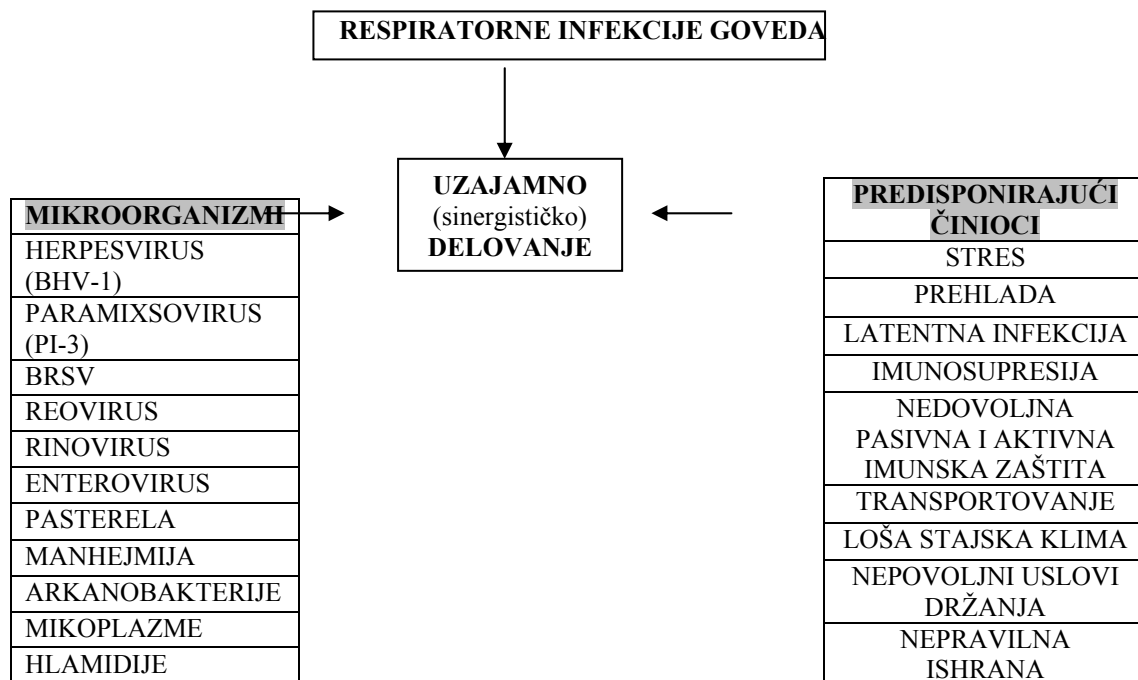 RESPIRATORNE INFEKCIJE GOVEDA
UZAJAMNO
(sinergističko)
DELOVANJE
MIKROORGANIZMI
HERPESVIRUS
(BHV-1)
PARAMIXSOVIRUS
(PI-3)
BRSV
REOVIRUS
RINOVIRUS
ENTEROVIRUS
PASTERELA
MANHEJMIJA
ARKANOBAKTERIJE
MIKOPLAZME
HLAMIDIJE
PREDISPONIRAJUĆI
ČINIOCI
STRES
PREHLADA
LATENTNA INFEKCIJA
IMUNOSUPRESIJA
NEDOVOLJNA
PASIVNA I AKTIVNA
IMUNSKA ZAŠTITA
TRANSPORTOVANJE
LOŠA STAJSKA KLIMA
NEPOVOLJNI USLOVI
DRŽANJA
NEPRAVILNA
ISHRANA